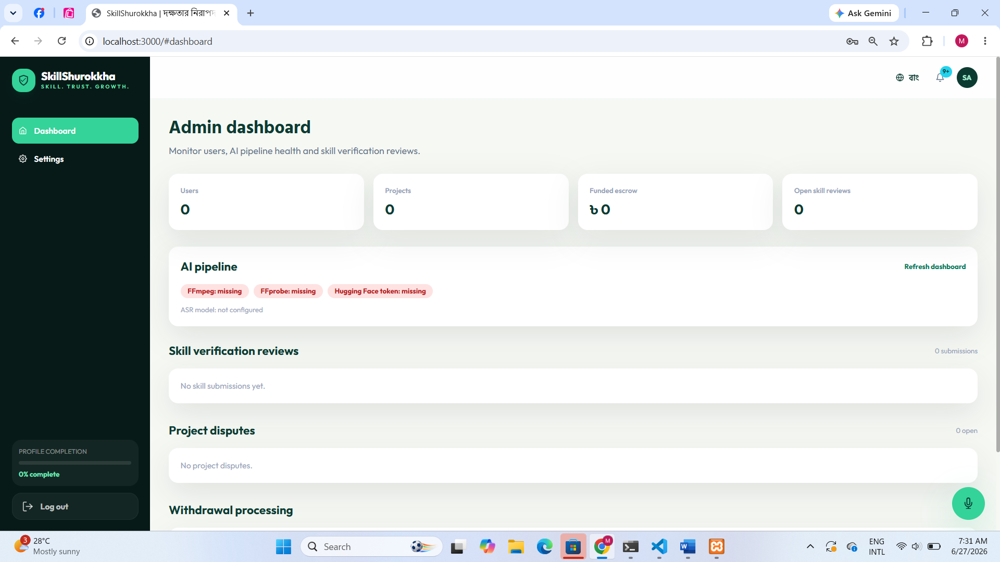 SkillShurokkha | দক্ষতার নিরাপদ
Ask Gemini
localhost:3000/#dashboard
M
SkillShurokkha
SKILL. TRUST. GROWTH.
বাং
9+
SA
Dashboard
Settings
Admin dashboard
Monitor users, AI pipeline health and skill verification reviews.
Users
0
Projects
0
Funded escrow
৳ 0
Open skill reviews
0
AI pipeline
Refresh dashboard
FFmpeg: missing
FFprobe: missing
Hugging Face token: missing
ASR model: not configured
Skill verification reviews
0 submissions
No skill submissions yet.
Project disputes
0 open
No project disputes.
Withdrawal processing
PROFILE COMPLETION
0% complete
Log out
3
28°C
Mostly sunny
Search
M
ENG
INTL
7:31 AM
6/27/2026